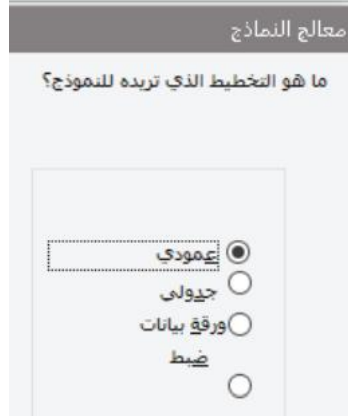 معالج النماذج
ما هو التخطيط الذي تريده للنموذج؟
عمودي
جدولي
ورقة بيانات
ضبط